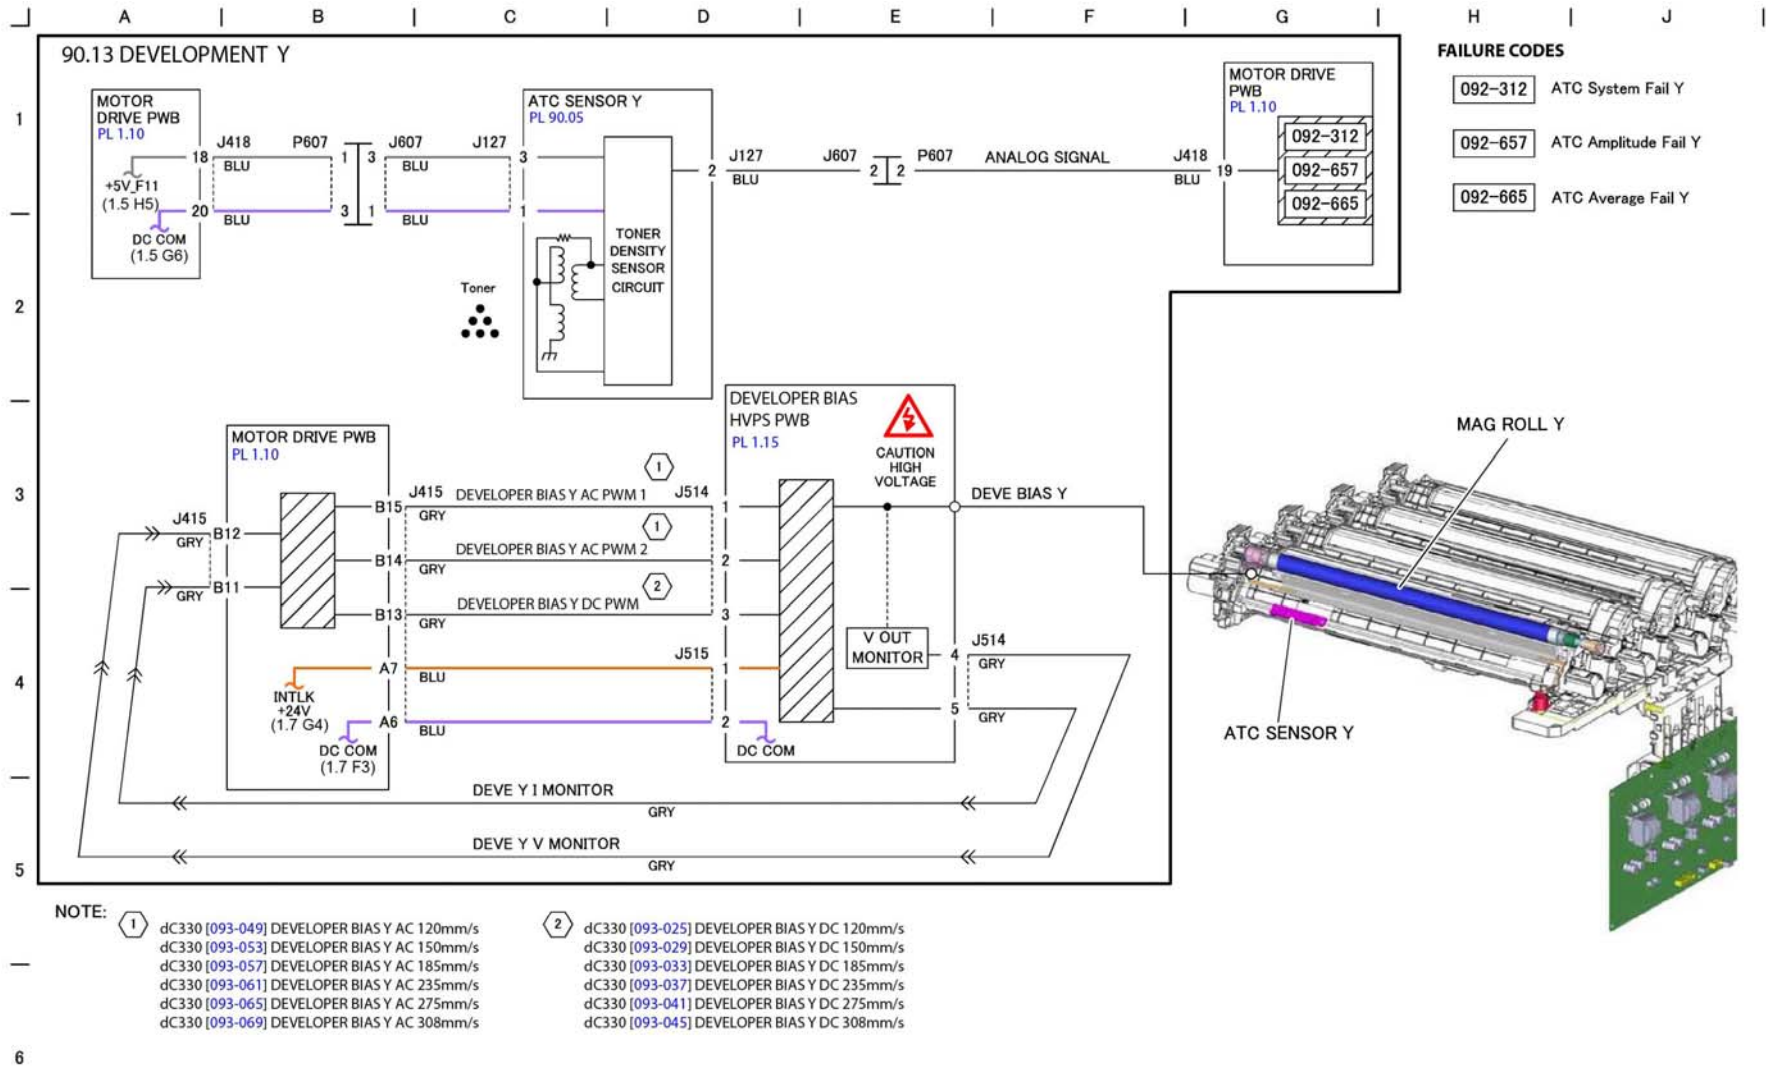 A B C D E F G H J
90.13 DEVELOPMENT Y
FAILURE CODES
092-312 ATC System Fail Y
092-657 ATC Amplitude Fail Y
092-665 ATC Average Fail Y
1
MOTOR
DRIVE PWB
PL 1.10
+5V_F11
(1.5 H5)
DC COM
(1.5 G6)
18 J418 P607 1 3 J607 J127 3
BLU BLU
20 3 1 1
BLU BLU
ATC SENSOR Y
PL 90.05
TONER
DENSITY
SENSOR
CIRCUIT
Toner
2 J127 J607 2 2 P607 ANALOG SIGNAL J418 19
BLU BLU
MOTOR DRIVE
PWB
PL 1.10
092-312
092-657
092-665
2
3
MOTOR DRIVE PWB
PL 1.10
J415 B12
GRY
B11
GRY
B15 J415 DEVELOPER BIAS Y AC PWM 1 1 J514 1
GRY
B14 DEVELOPER BIAS Y AC PWM 2 1 2
GRY
B13 DEVELOPER BIAS Y DC PWM 2 3
GRY
A7 J515 1
BLU
A6 2
BLU
INTLK
+24V
(1.7 G4)
DC COM
(1.7 F3)
DEVELOPER BIAS
HVPS PWB
PL 1.15
CAUTION
HIGH
VOLTAGE
DEVE BIAS Y
V OUT
MONITOR
4 J514
GRY
5
GRY
DC COM
MAG ROLL Y
ATC SENSOR Y
4
DEVE Y I MONITOR
GRY
DEVE Y V MONITOR
GRY
5
NOTE:
1
dC330 [093-049] DEVELOPER BIAS Y AC 120mm/s
dC330 [093-053] DEVELOPER BIAS Y AC 150mm/s
dC330 [093-057] DEVELOPER BIAS Y AC 185mm/s
dC330 [093-061] DEVELOPER BIAS Y AC 235mm/s
dC330 [093-065] DEVELOPER BIAS Y AC 275mm/s
dC330 [093-069] DEVELOPER BIAS Y AC 308mm/s
2
dC330 [093-025] DEVELOPER BIAS Y DC 120mm/s
dC330 [093-029] DEVELOPER BIAS Y DC 150mm/s
dC330 [093-033] DEVELOPER BIAS Y DC 185mm/s
dC330 [093-037] DEVELOPER BIAS Y DC 235mm/s
dC330 [093-041] DEVELOPER BIAS Y DC 275mm/s
dC330 [093-045] DEVELOPER BIAS Y DC 308mm/s
6